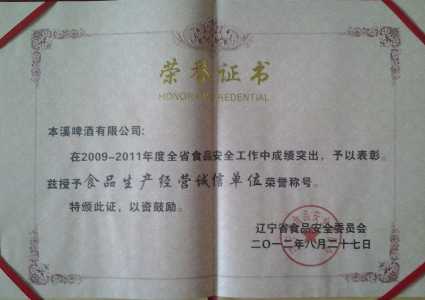 荣誉证书
HONORARY CREDENTIAL
本溪啤酒有限公司:
在2009-2011年度全省食品安全工作中成绩突出，予以表彰。
兹授予食品生产经营诚信单位荣誉称号。
特颁此证，以资鼓励。
辽宁省食品安全委员会
二〇一二年八月二十七日